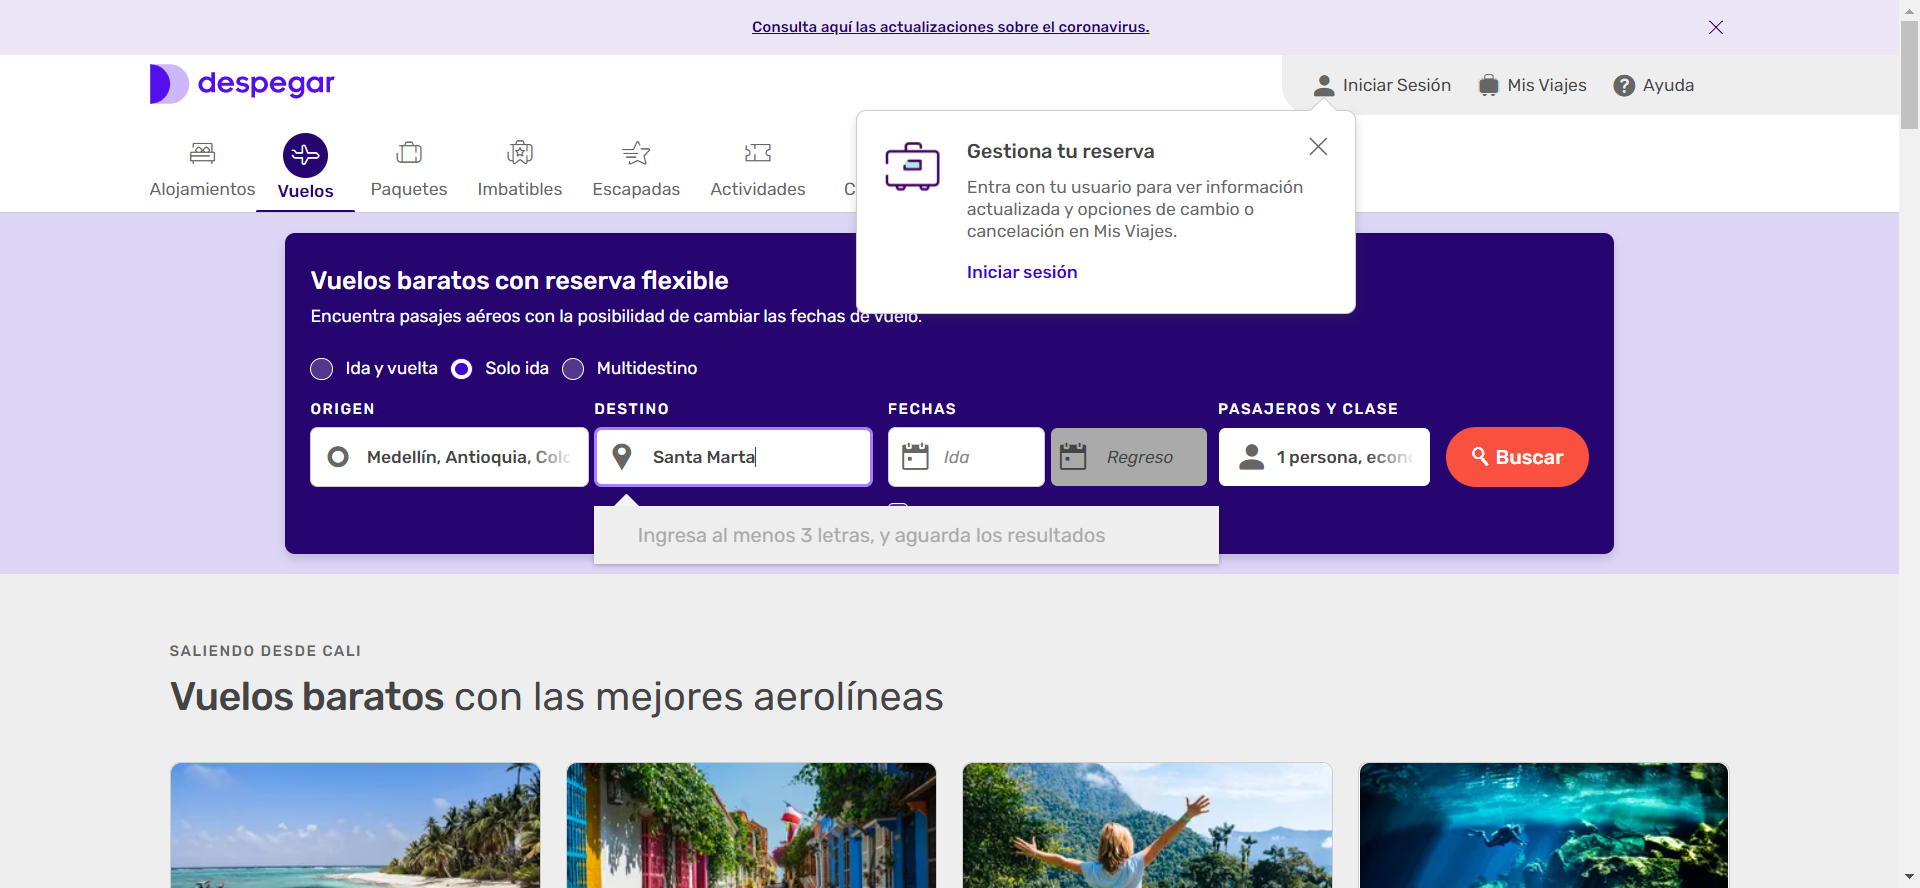 Consulta aquí las actualizaciones sobre el coronavirus.
despegar
Iniciar Sesión
Mis Viajes
Ayuda
Alojamientos
Vuelos
Paquetes
Imbatibles
Escapadas
Actividades
C
Gestiona tu reserva
Entra con tu usuario para ver información
actualizada y opciones de cambio o
cancelación en Mis Viajes.
Iniciar sesión
Vuelos baratos con reserva flexible
Encuentra pasajes aéreos con la posibilidad de cambiar las fechas de vuelo.
Ida y vuelta
Solo ida
Multidestino
ORIGEN
DESTINO
FECHAS
PASAJEROS Y CLASE
Medellín, Antioquia, Colo
Santa Marta
Ida
Regreso
1 persona, econ
Buscar
Ingresa al menos 3 letras, y aguarda los resultados
SALIENDO DESDE CALI
Vuelos baratos con las mejores aerolíneas